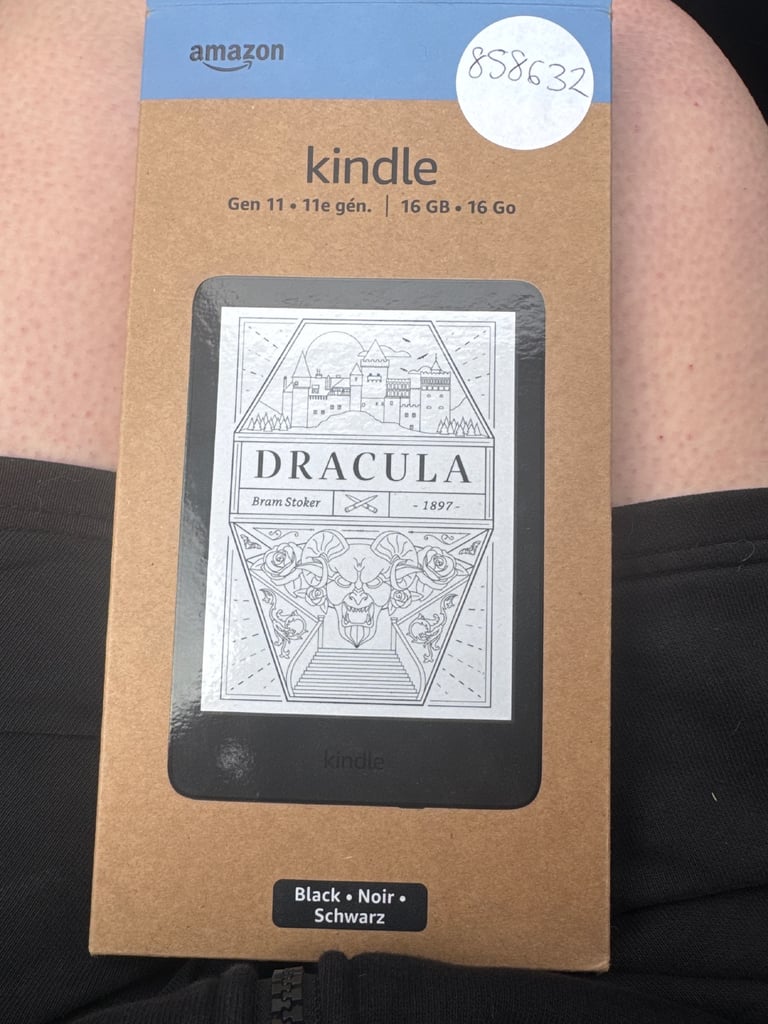 amazon
858632
kindle
Gen 11 • 11e gén. | 16 GB • 16 Go
DRACULA
Bram Stoker
- 1897 -
kindle
Black • Noir •
Schwarz